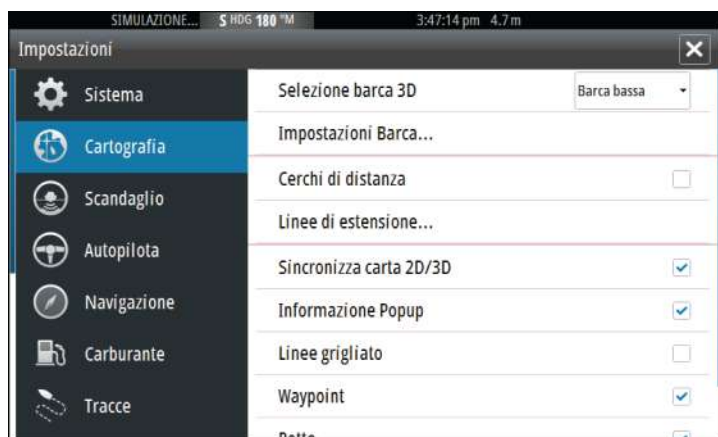 SIMULAZIONE... S HDG 180 °M 3:47:14 pm 4.7 m
Impostazioni
Sistema
Cartografia
Scandaglio
Autopilota
Navigazione
Carburante
Tracce
Selezione barca 3D Barca bassa
Impostazioni Barca...
Cerchi di distanza
Linee di estensione...
Sincronizza carta 2D/3D
Informazione Popup
Linee grigliato
Waypoint